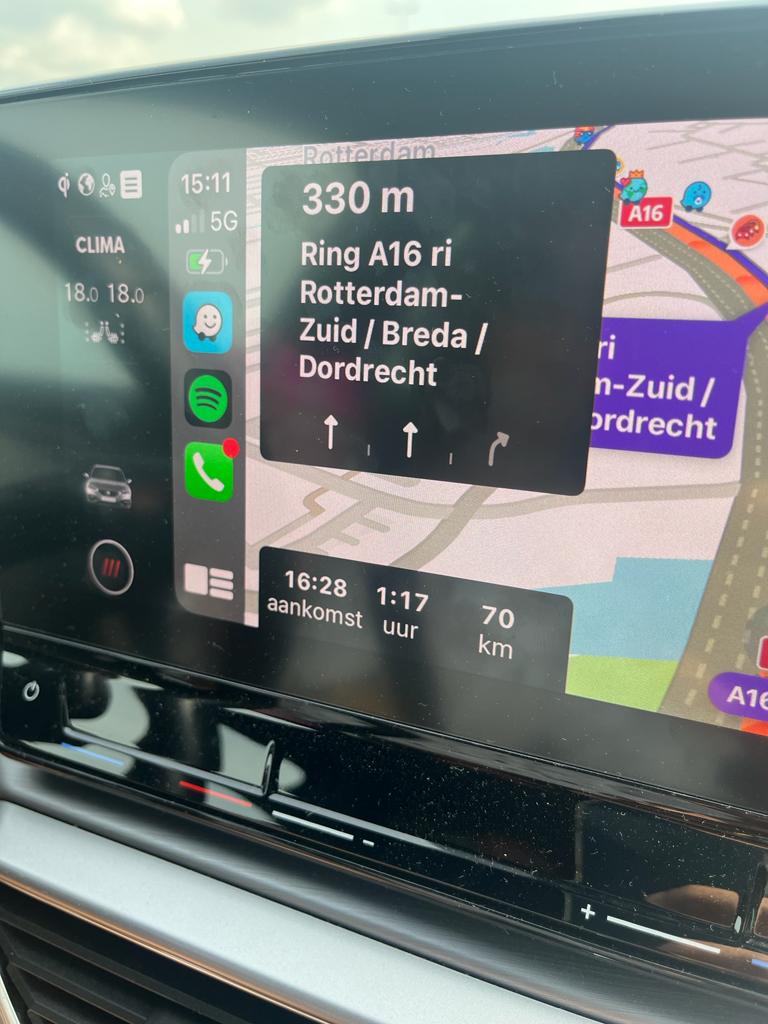 CLIMA
18.0 18.0
15:11
5G
Rotterdam
330 m
Ring A16 ri
Rotterdam-
Zuid / Breda /
Dordrecht
A16
ri
m-Zuid /
ordrecht
16:28 1:17 70
aankomst uur km
A16
+
-